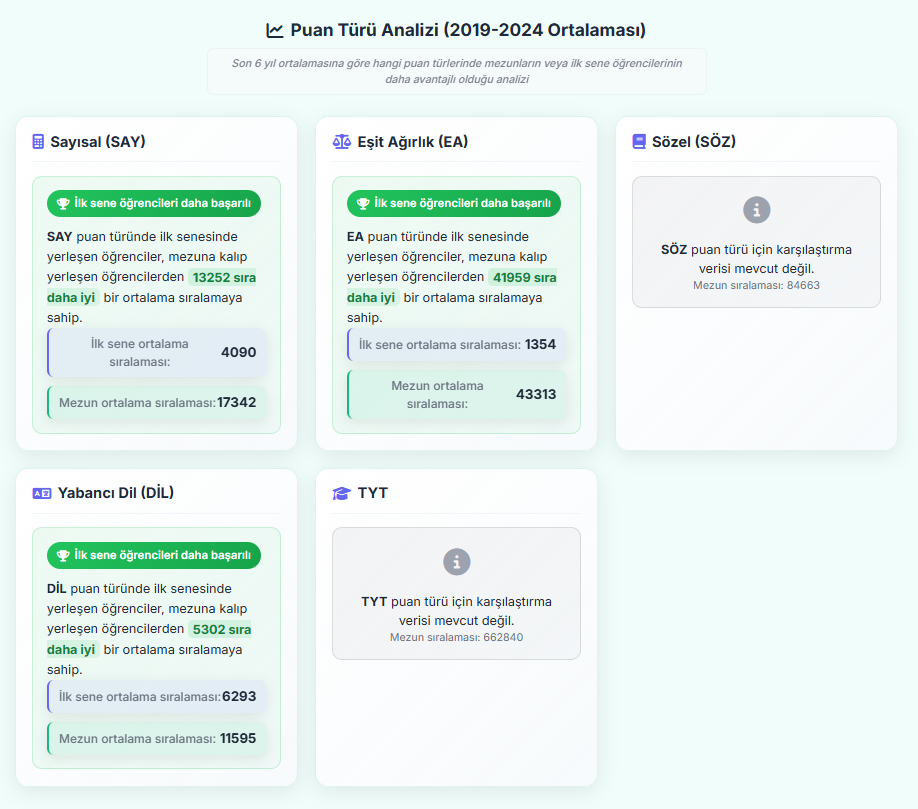 Puan Türü Analizi (2019-2024 Ortalaması)
Son 6 yıl ortalamasına göre hangi puan türlerinde mezunların veya ilk sene öğrencilerinin
daha avantajlı olduğu analizi
Sayısal (SAY)
İlk sene öğrencileri daha başarılı
SAY puan türünde ilk senesinde
yerleşen öğrenciler, mezuna kalıp
yerleşen öğrencilerden 13252 sıra
daha iyi bir ortalama sıralamaya
sahip.
İlk sene ortalama
sıralaması:
4090
Mezun ortalama sıralaması: 17342
Eşit Ağırlık (EA)
İlk sene öğrencileri daha başarılı
EA puan türünde ilk senesinde
yerleşen öğrenciler, mezuna kalıp
yerleşen öğrencilerden 41959 sıra
daha iyi bir ortalama sıralamaya
sahip.
İlk sene ortalama sıralaması: 1354
Mezun ortalama
sıralaması:
43313
Sözel (SÖZ)
SÖZ puan türü için karşılaştırma
verisi mevcut değil.
Mezun sıralaması: 84663
Yabancı Dil (DİL)
İlk sene öğrencileri daha başarılı
DİL puan türünde ilk senesinde
yerleşen öğrenciler, mezuna kalıp
yerleşen öğrencilerden 5302 sıra
daha iyi bir ortalama sıralamaya
sahip.
İlk sene ortalama sıralaması: 6293
Mezun ortalama sıralaması: 11595
TYT
TYT puan türü için karşılaştırma
verisi mevcut değil.
Mezun sıralaması: 662840